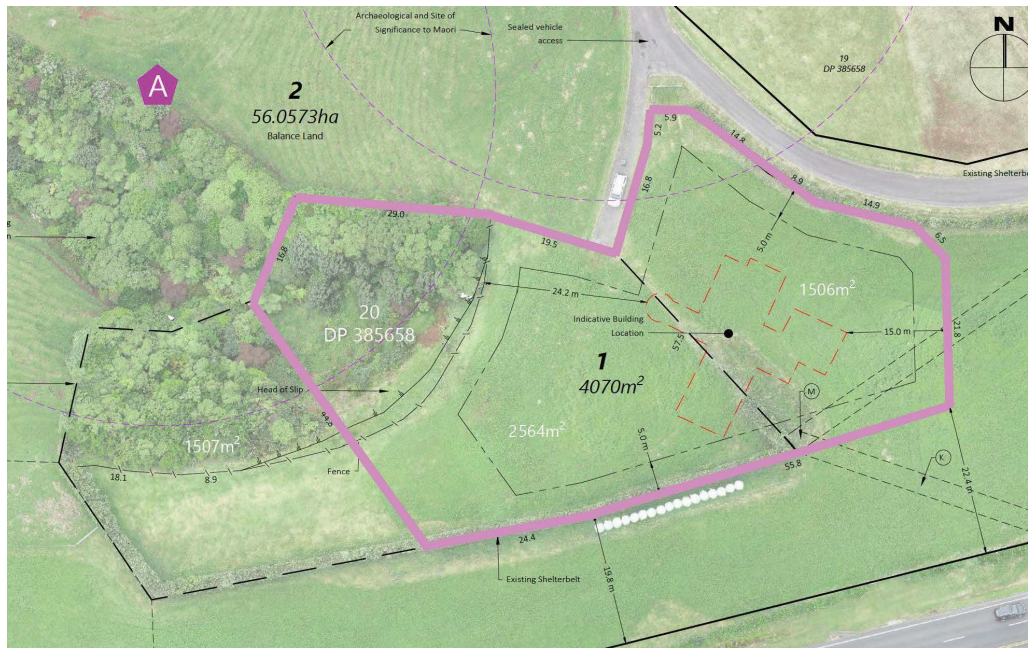 Archaeological and Site of
Significance to Maori
Sealed vehicle
access
19
DP 385658
N
A
2
56.0573ha
Balance Land
5.9
5.2
14.8
16.8
8.9
14.9
6.5
Existing Shelterbe
29.0
19.5
16.8
5.0 m
24.2 m
1506m²
20
DP 385658
Indicative Building
Location
57.5
15.0 m
21.8
1
4070m²
Head of Slip
M
2564m²
1507m²
44.8
5.0 m
K
Fence
55.8
18.1
8.9
22.4 m
24.4
Existing Shelterbelt
19.8 m